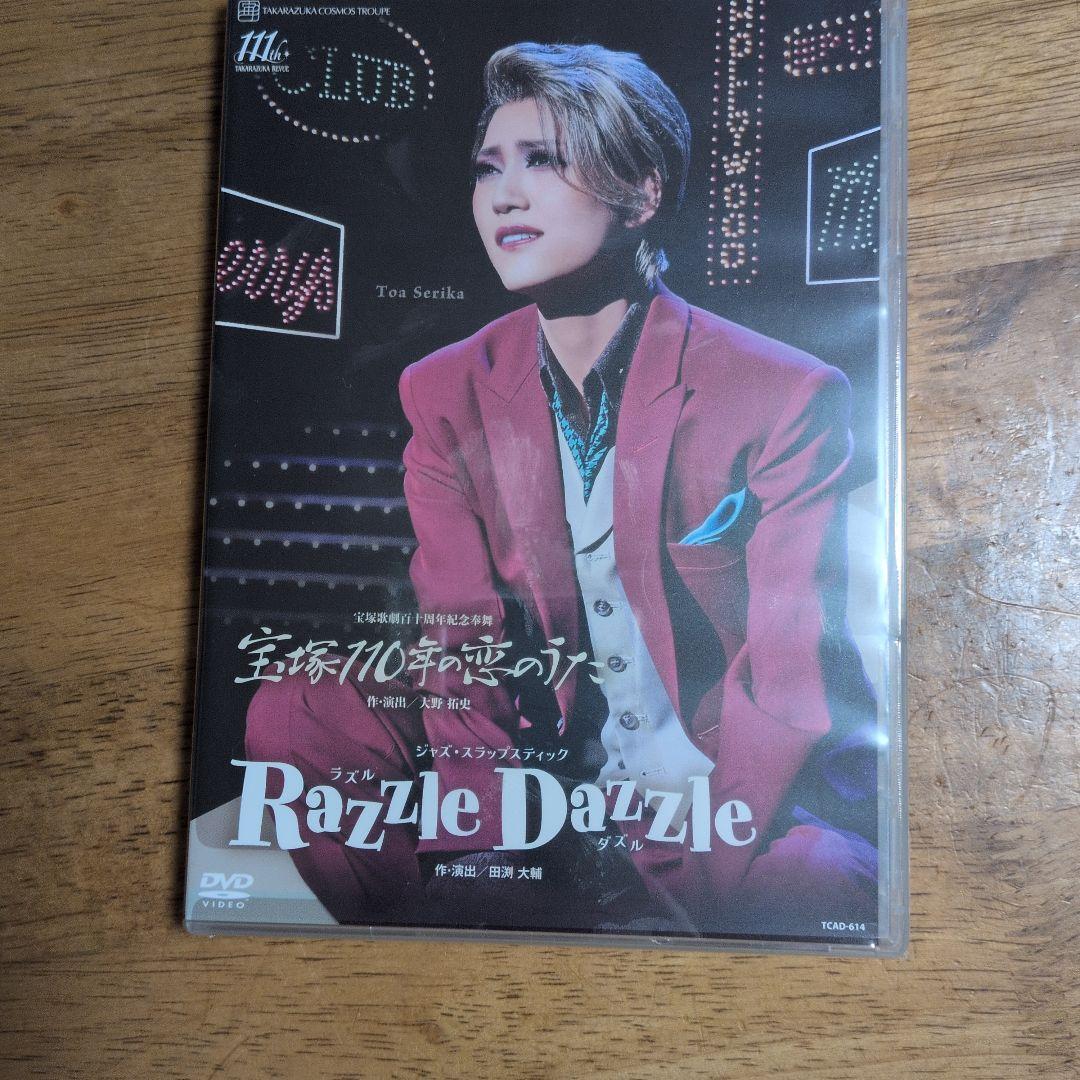 TAKARAZUKA COSMOS TROUPE
111th
TAKARAZUKA REVUE
CLUB
Toa Serika
宝塚歌劇百十周年紀念奉舞
宝塚110年の恋のうた
作・演出／大野 拓史
ジャズ・スラップスティック
ラズル
Razzle Dazzle
ダズル
作・演出／田渕 大輔
DVD
VIDEO
TCAD-614